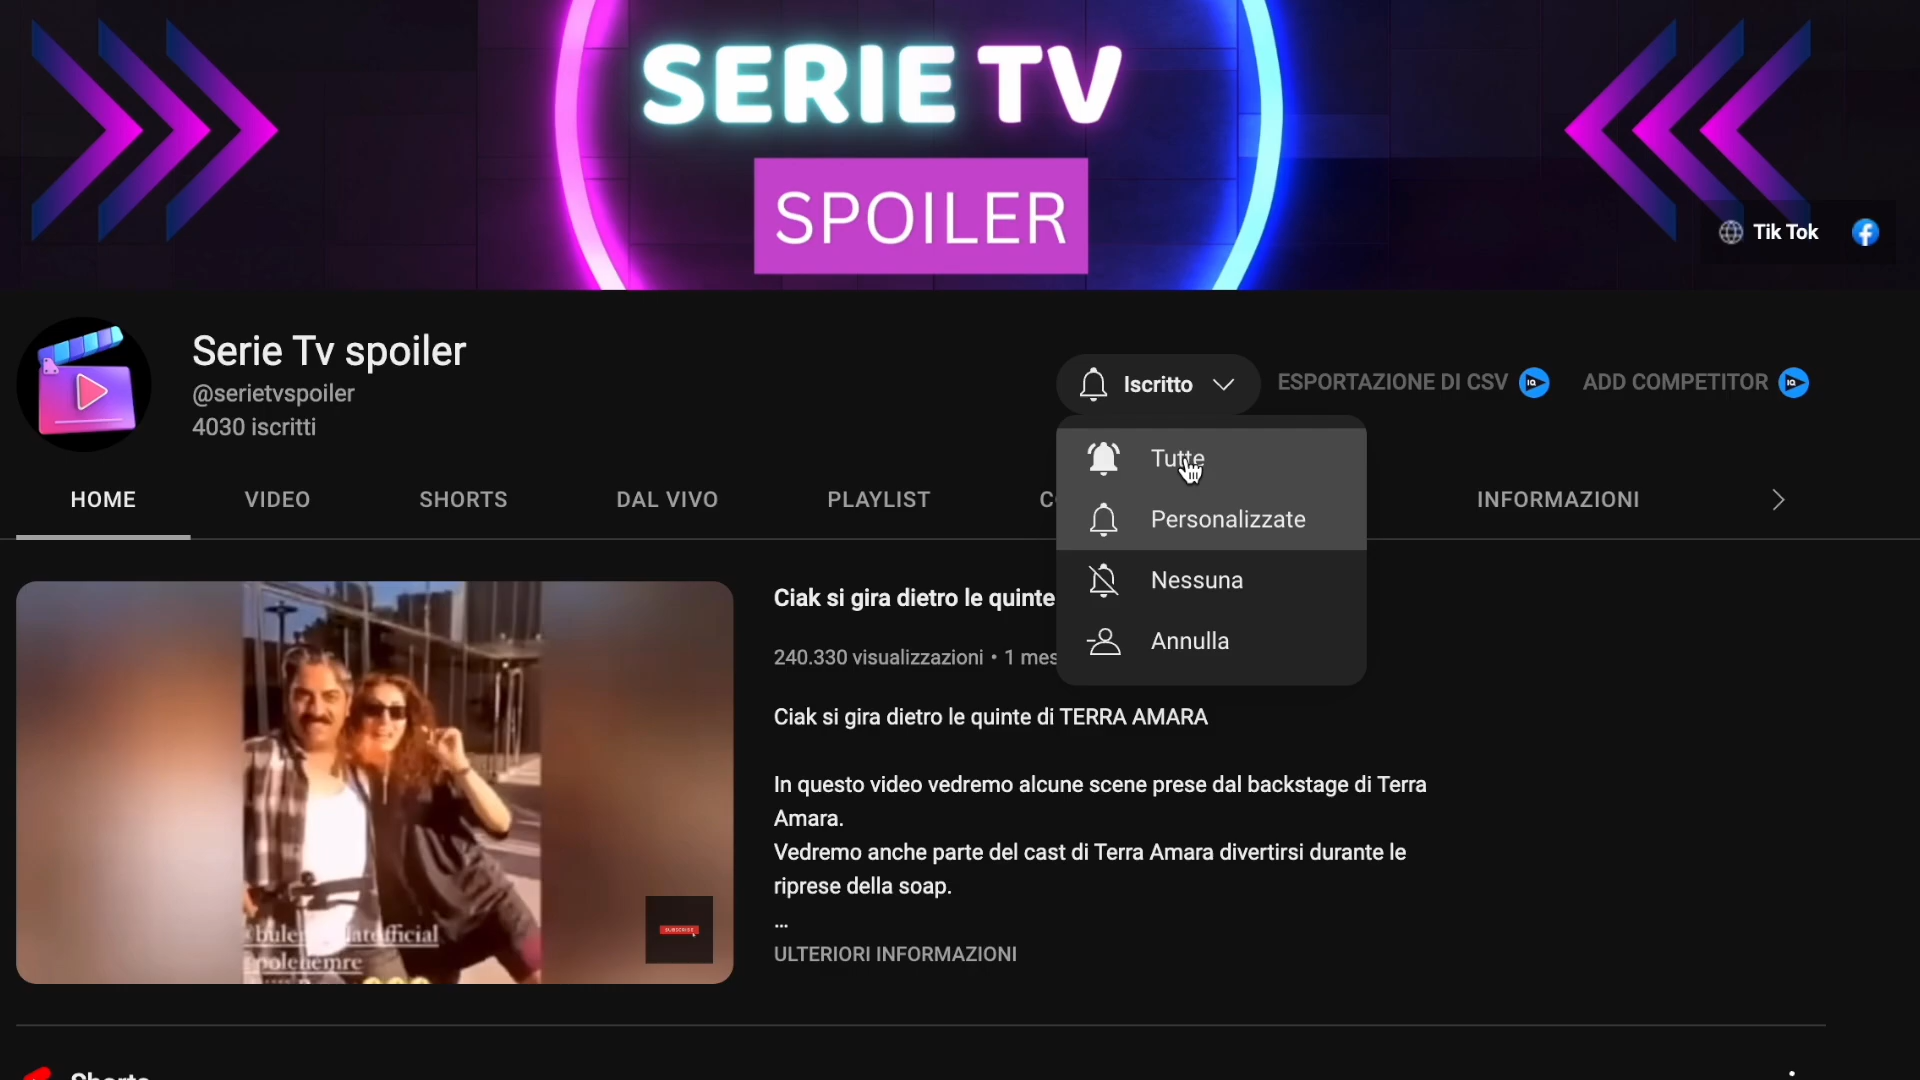 SERIE TV
SPOILER
Tik Tok
Serie Tv spoiler
@serietvspoiler
4030 iscritti
Iscritto
ESPORTAZIONE DI CSV
ADD COMPETITOR
Tutte
Personalizzate
Nessuna
Annulla
HOME
VIDEO
SHORTS
DAL VIVO
PLAYLIST
INFORMAZIONI
Ciak si gira dietro le quinte
240.330 visualizzazioni • 1 mes
Ciak si gira dietro le quinte di TERRA AMARA
In questo video vedremo alcune scene prese dal backstage di Terra
Amara.
Vedremo anche parte del cast di Terra Amara divertirsi durante le
riprese della soap.
...
ULTERIORI INFORMAZIONI
SUBSCRIBE